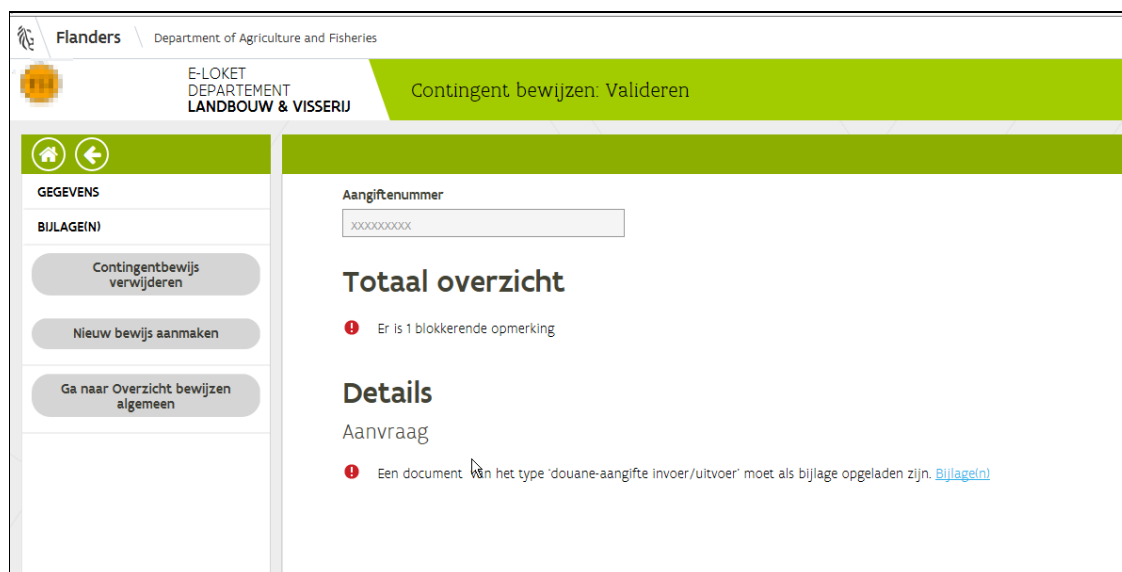 Flanders
Department of Agriculture and Fisheries
E-LOKET
DEPARTEMENT
LANDBOUW & VISSERIJ
Contingent bewijzen: Valideren
GEGEVENS
BIJLAGE(N)
Contingentbewijs
verwijderen
Nieuw bewijs aanmaken
Ga naar Overzicht bewijzen
algemeen
Aangiftenummer
xxxxxxxxx
Totaal overzicht
Er is 1 blokkerende opmerking
Details
Aanvraag
Een document van het type 'douane-aangifte invoer/uitvoer' moet als bijlage opgeladen zijn. Bijlage(n)